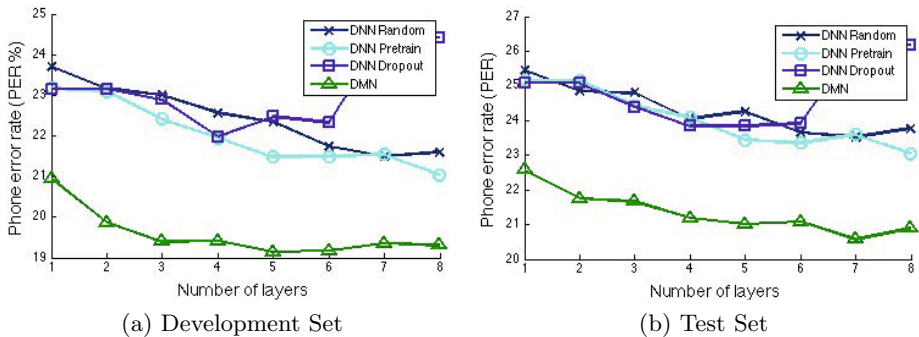 25
24
23
22
21
20
19
1 2 3 4 5 6 7 8
Phone error rate (PER %)
Number of layers
DNN Random
DNN Pretrain
DNN Dropout
DMN
(a) Development Set
27
26
25
24
23
22
21
20
1 2 3 4 5 6 7 8
Phone error rate (PER)
Number of layers
DNN Random
DNN Pretrain
DNN Dropout
DMN
(b) Test Set